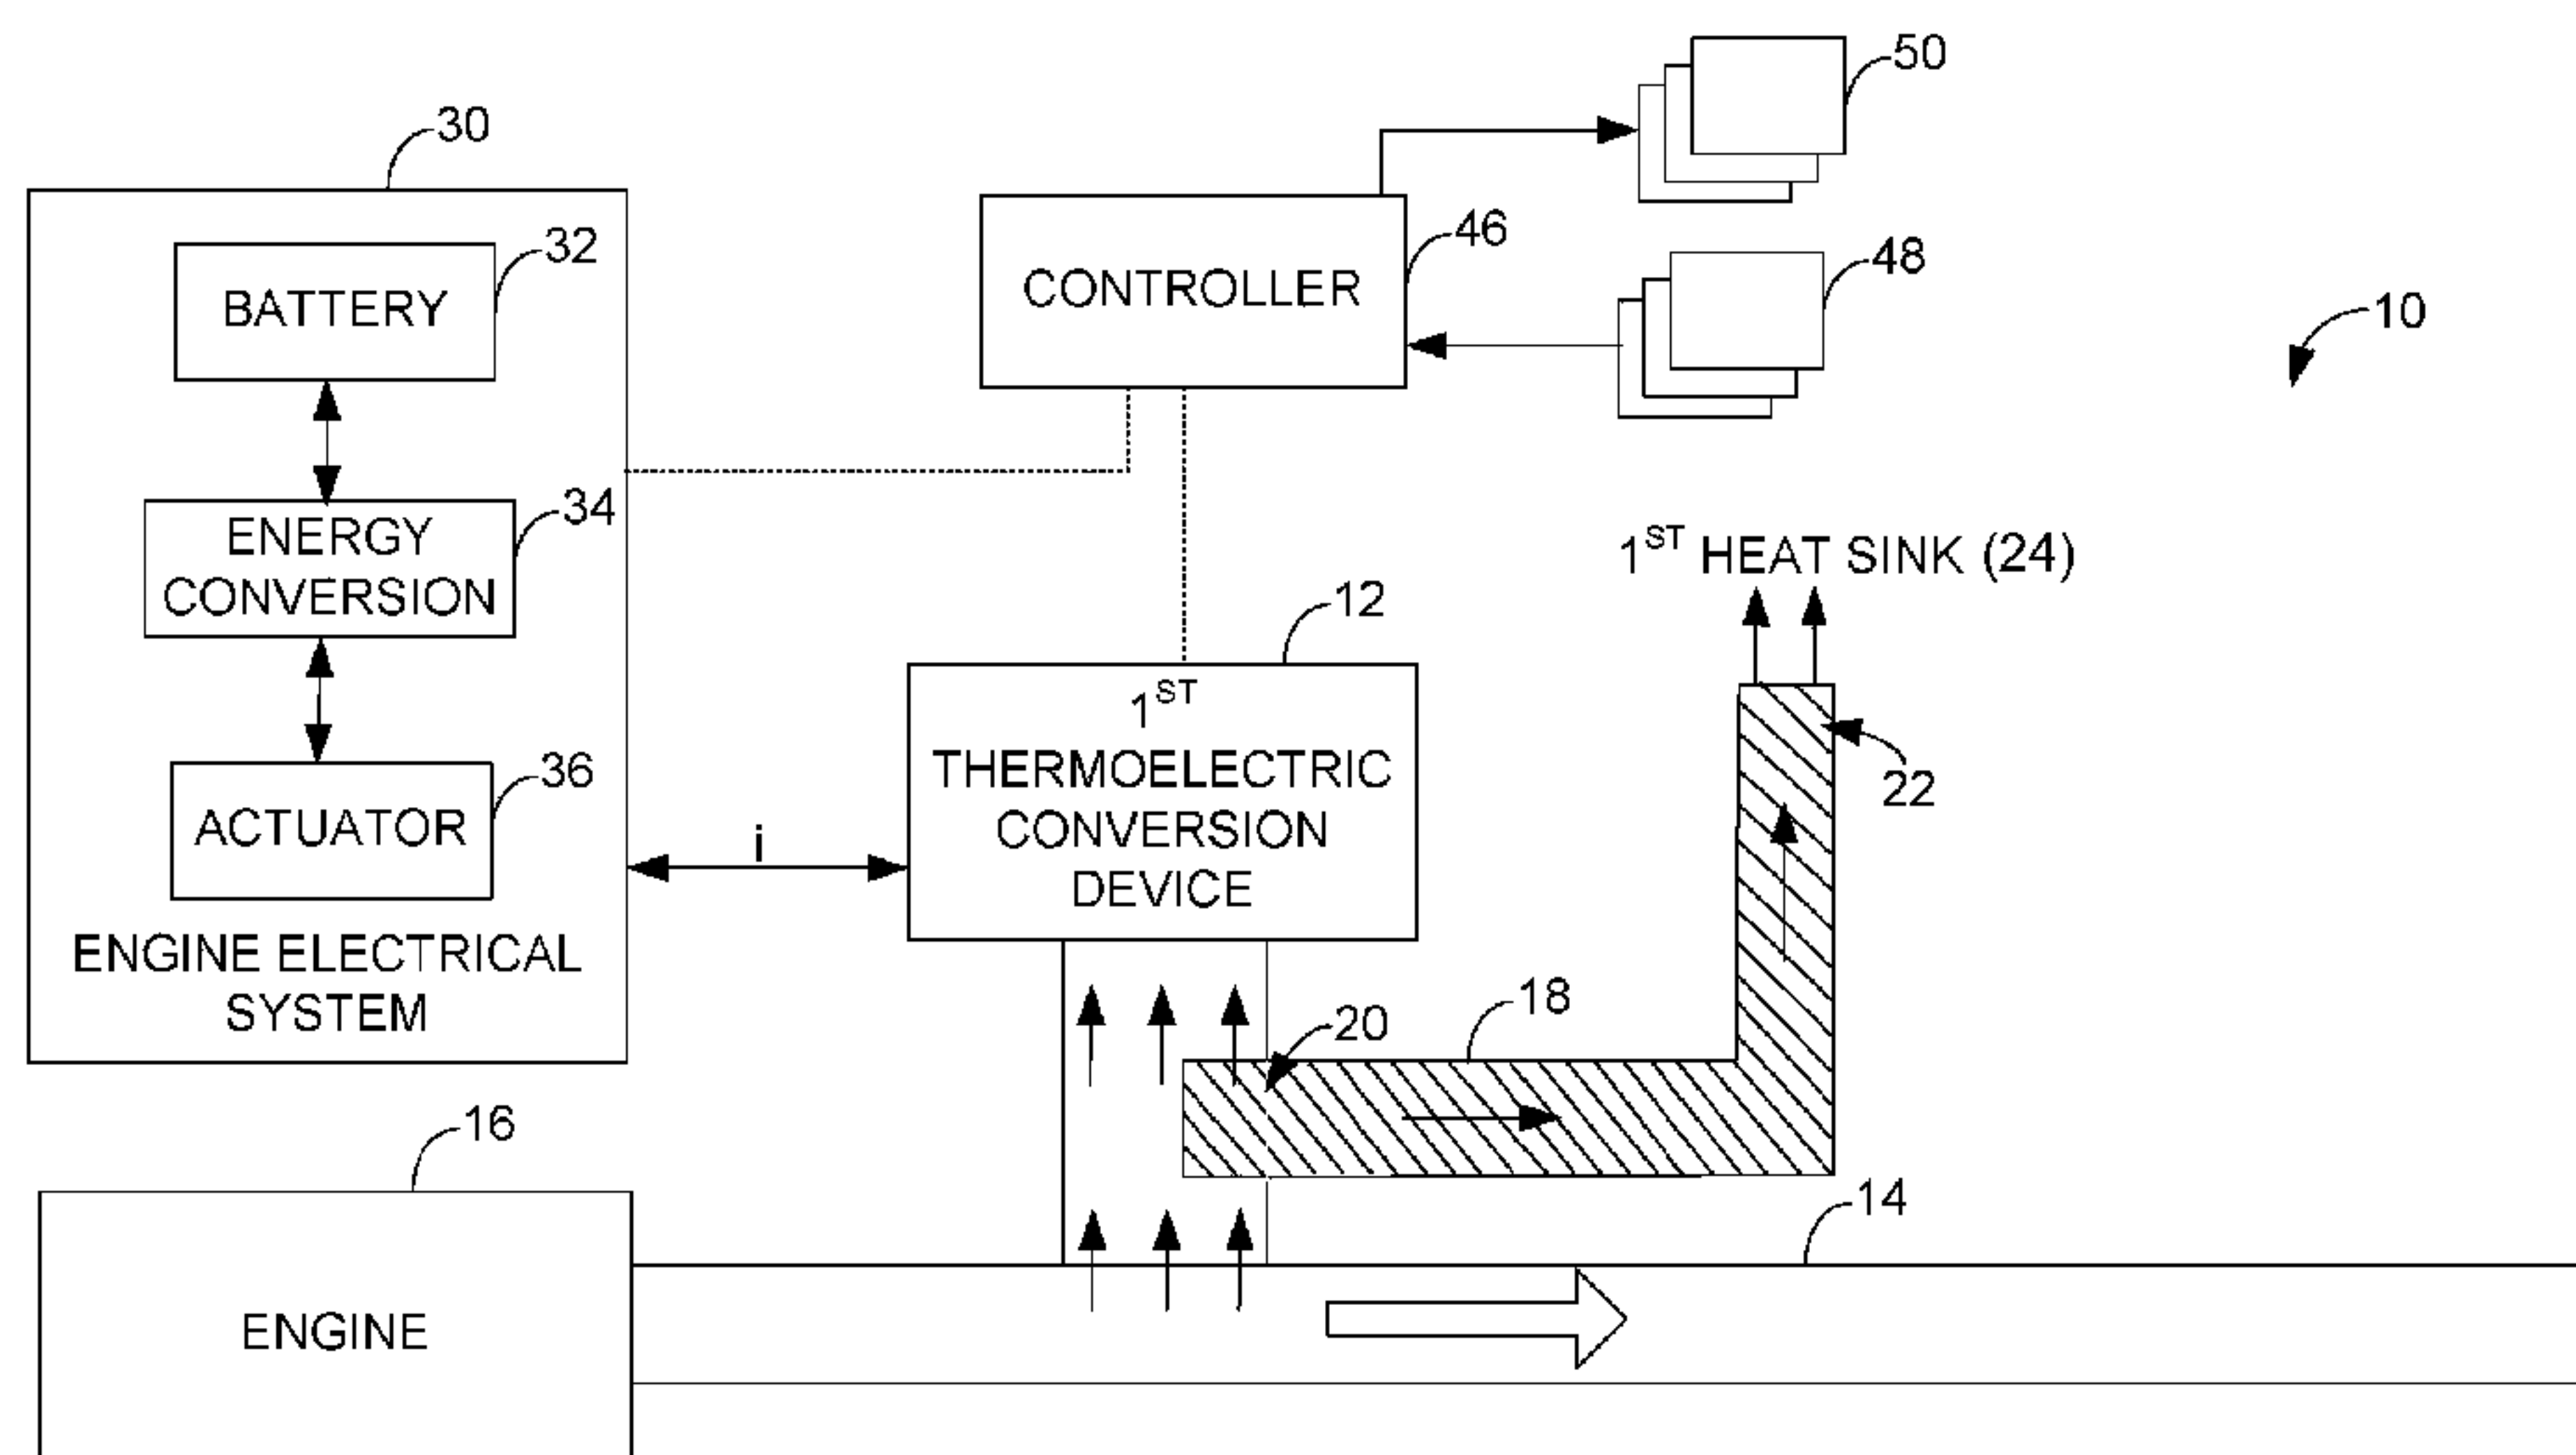 50
30
46
32
48
BATTERY
CONTROLLER
10
34
ENERGY
CONVERSION
1ST HEAT SINK (24)
12
1ST
THERMOELECTRIC
CONVERSION
DEVICE
36
ACTUATOR
22
i
ENGINE ELECTRICAL
SYSTEM
18
20
16
14
ENGINE